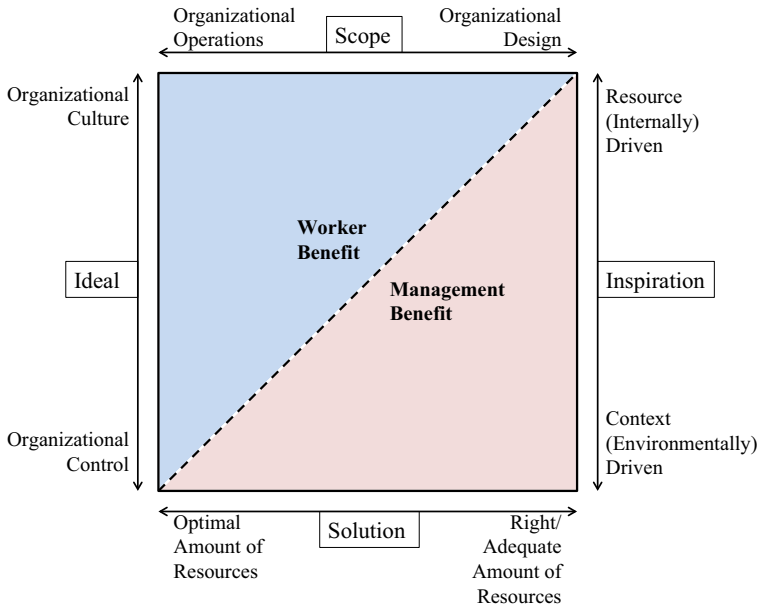 Organizational
Operations
Scope
Organizational
Design
Organizational
Culture
Resource
(Internally)
Driven
Worker
Benefit
Ideal
Management
Benefit
Inspiration
Organizational
Control
Context
(Environmentally)
Driven
Optimal
Amount of
Resources
Solution
Right/
Adequate
Amount of
Resources